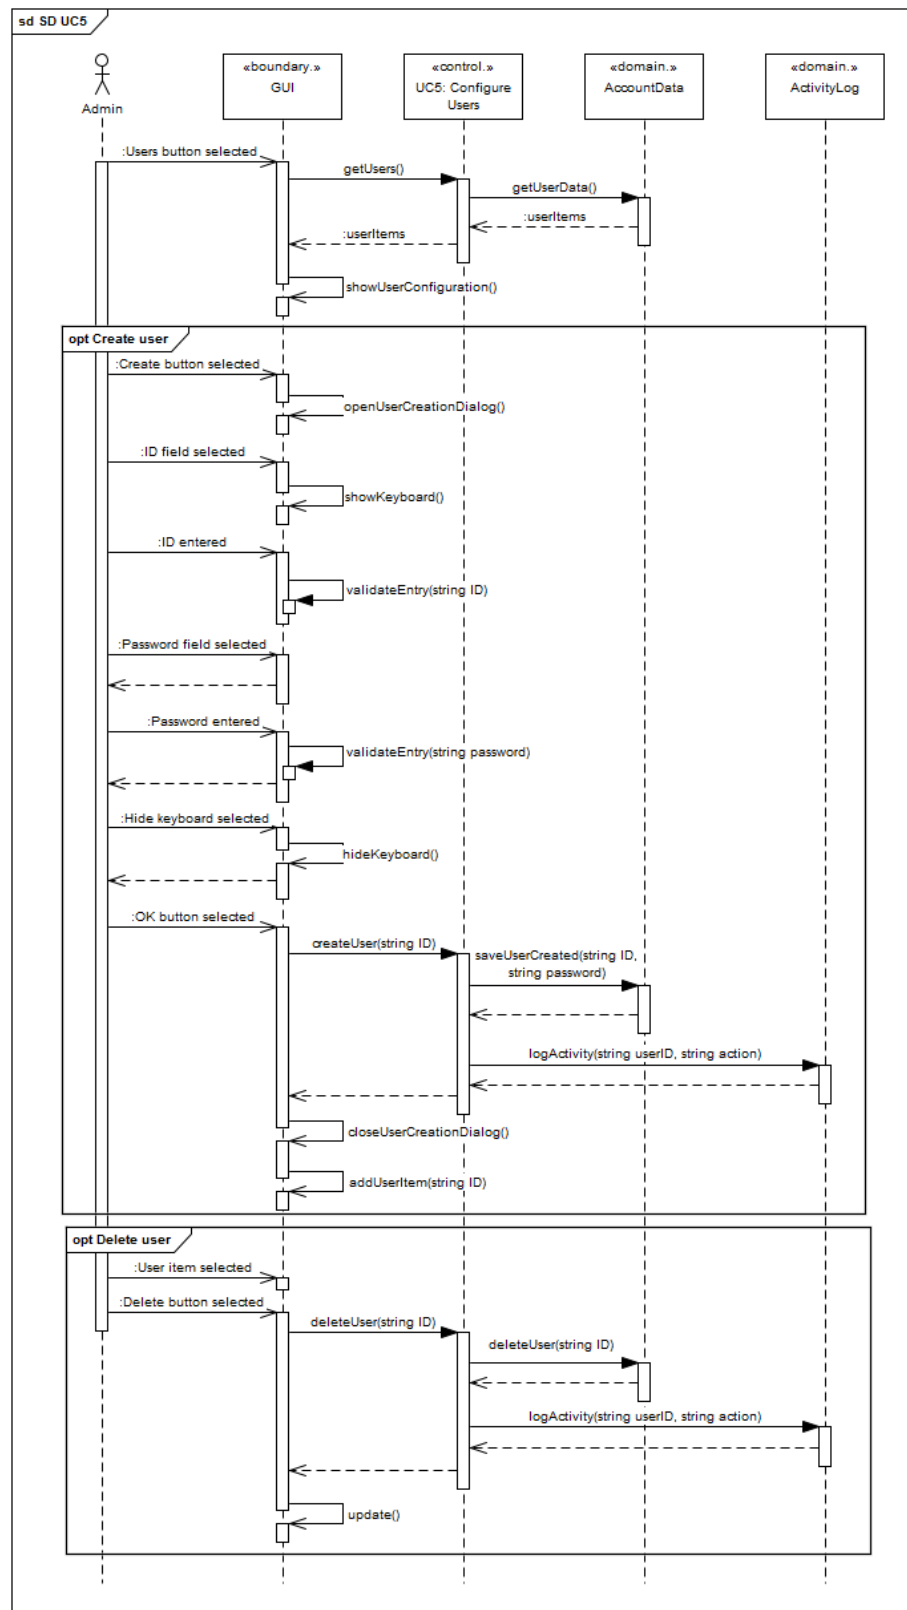 sd SD UC5
«boundary.»
GUI
«control.»
UC5: Configure
Users
«domain.»
AccountData
«domain.»
ActivityLog
Admin
:Users button selected
getUsers()
getUserData()
:userItems
:userItems
showUserConfiguration()
opt Create user
:Create button selected
openUserCreationDialog()
:ID field selected
showKeyboard()
:ID entered
validateEntry(string ID)
:Password field selected
:Password entered
validateEntry(string password)
:Hide keyboard selected
hideKeyboard()
:OK button selected
createUser(string ID)
saveUserCreated(string ID,
string password)
logActivity(string userID, string action)
closeUserCreationDialog()
addUserItem(string ID)
opt Delete user
:User item selected
:Delete button selected
deleteUser(string ID)
deleteUser(string ID)
logActivity(string userID, string action)
update()